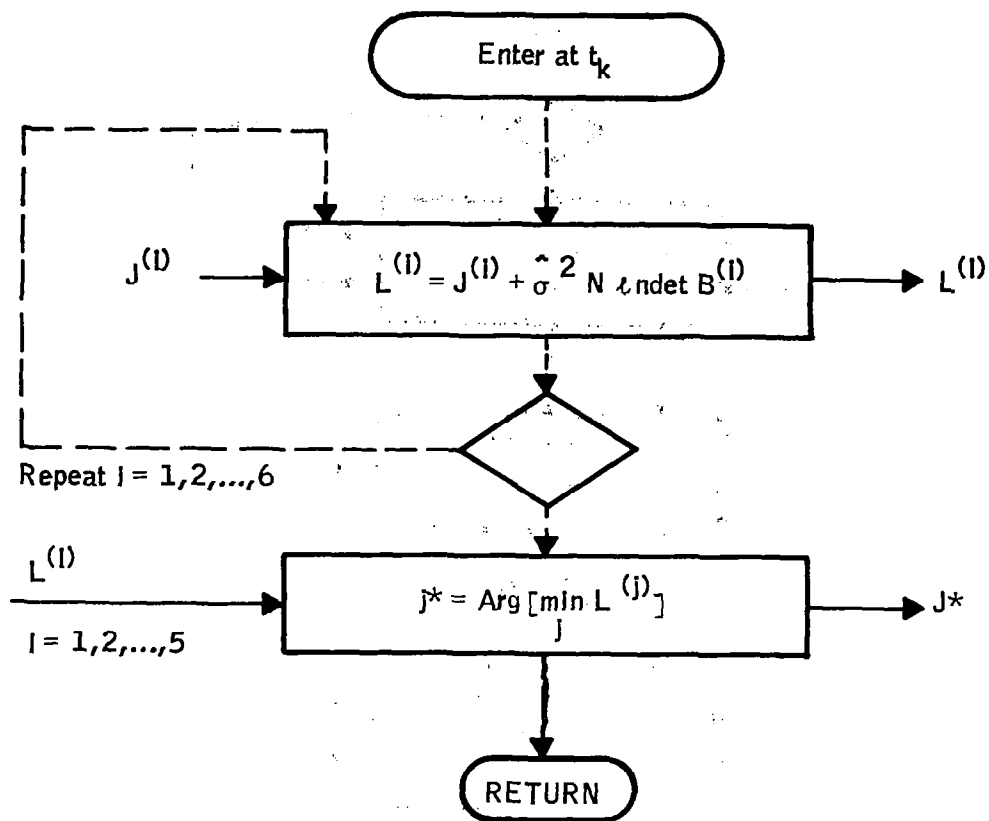 Enter at t_k
J^(i)
L^(i) = J^(i) + σ̂^2 N ℓndet B^(i)
L^(i)
Repeat i = 1,2,...,6
L^(i)
i = 1,2,...,5
j* = Arg [min L^(j)]
j
J*
RETURN